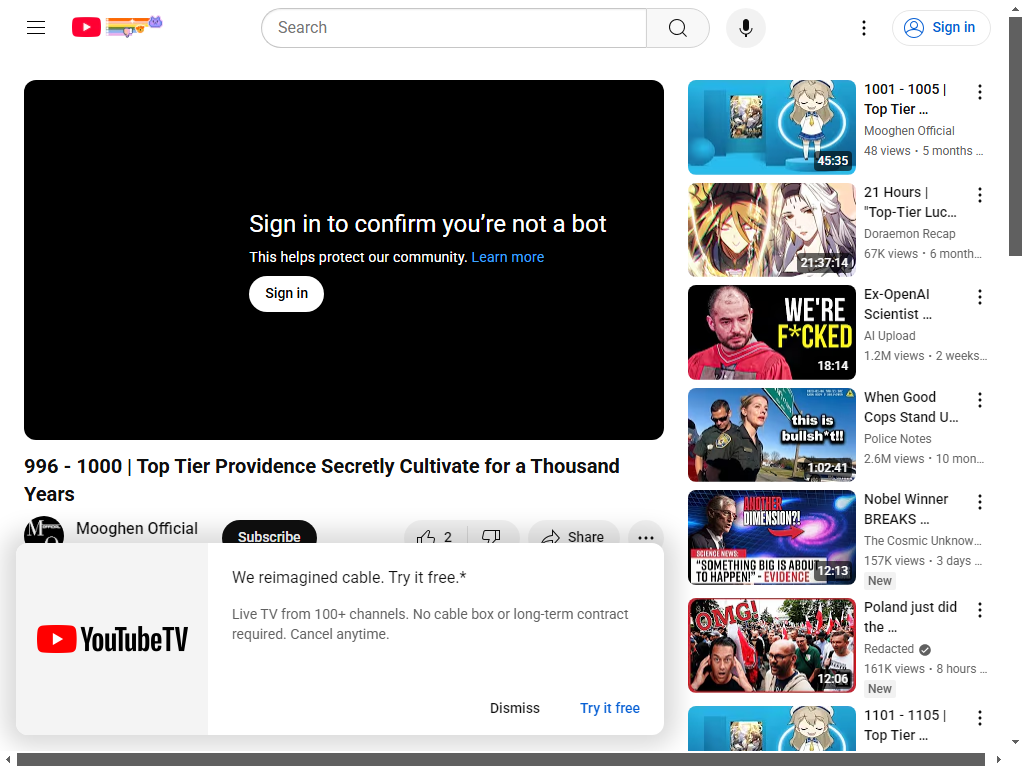 Search
Sign in
Sign in to confirm you’re not a bot
This helps protect our community. Learn more
Sign in
996 - 1000 | Top Tier Providence Secretly Cultivate for a Thousand
Years
Mooghen Official
Subscribe
2
Share
We reimagined cable. Try it free.*
Live TV from 100+ channels. No cable box or long-term contract
required. Cancel anytime.
YouTubeTV
Dismiss
Try it free
45:35
1001 - 1005 |
Top Tier ...
Mooghen Official
48 views • 5 months ...
21:37:14
21 Hours |
"Top-Tier Luc...
Doraemon Recap
67K views • 6 month...
WE'RE
F*CKED
18:14
Ex-OpenAI
Scientist ...
AI Upload
1.2M views • 2 weeks...
this is
bullsh*t!!
1:02:41
When Good
Cops Stand U...
Police Notes
2.6M views • 10 mon...
ANOTHER
DIMENSION?!
SCIENCE NEWS:
"SOMETHING BIG IS ABOUT
TO HAPPEN!" - EVIDENCE
12:13
Nobel Winner
BREAKS ...
The Cosmic Unknow...
157K views • 3 days ...
New
OMG!
12:06
Poland just did
the ...
Redacted
161K views • 8 hours ...
New
1101 - 1105 |
Top Tier ...